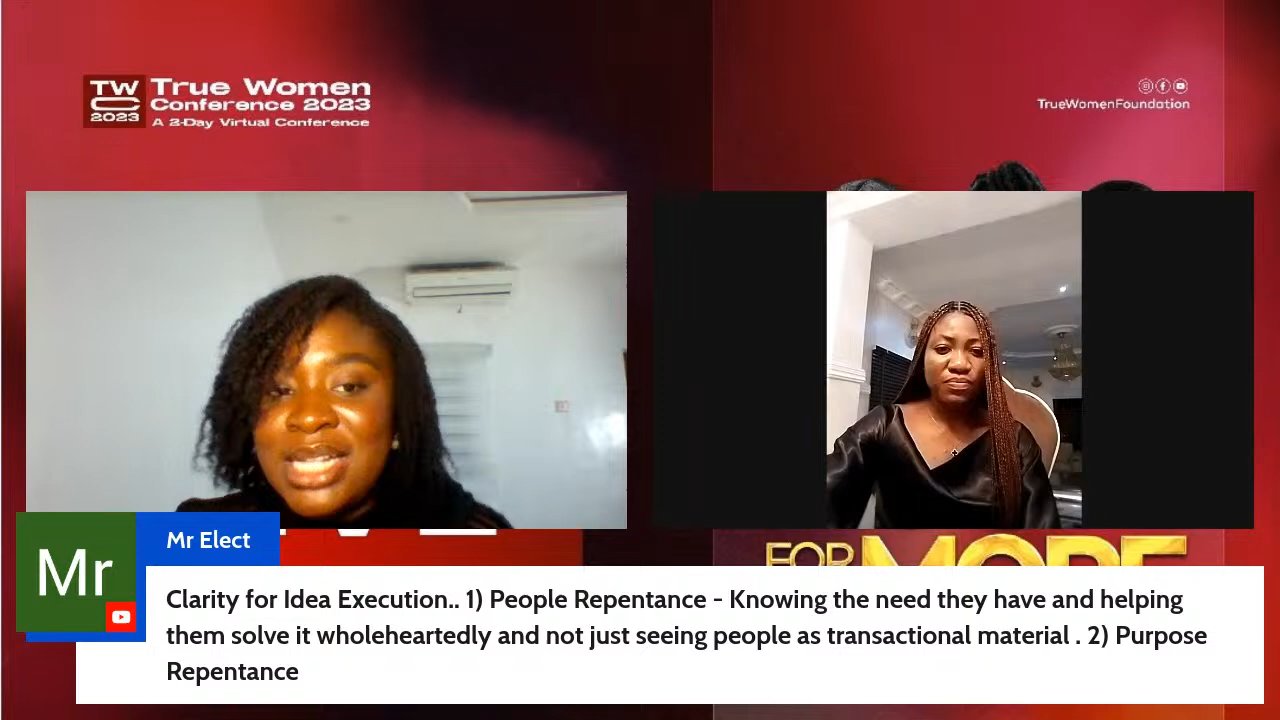 TW
C
2023
True Women
Conference 2023
A 2-Day Virtual Conference
TrueWomenFoundation
FOR MORE
Mr Elect
Mr
Clarity for Idea Execution.. 1) People Repentance - Knowing the need they have and helping
them solve it wholeheartedly and not just seeing people as transactional material . 2) Purpose
Repentance